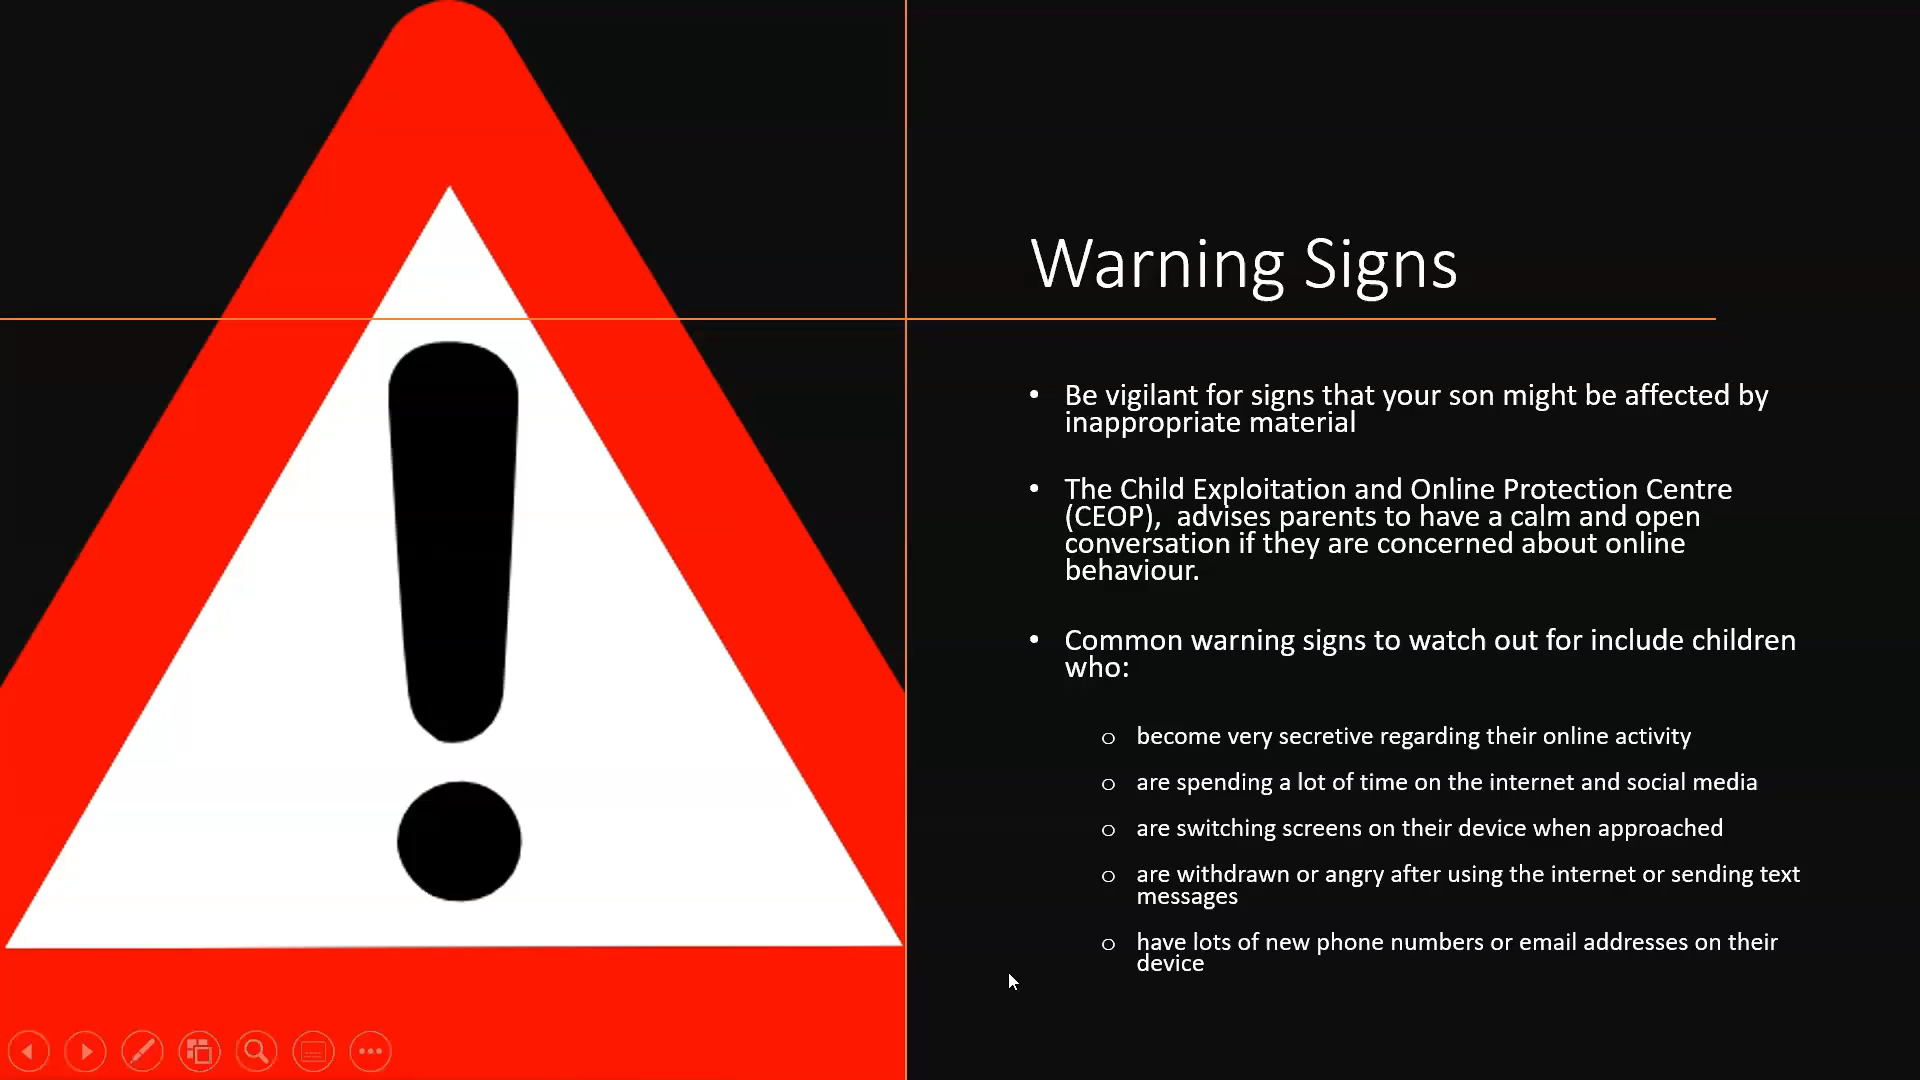 Warning Signs
• Be vigilant for signs that your son might be affected by
inappropriate material
• The Child Exploitation and Online Protection Centre
(CEOP),  advises parents to have a calm and open
conversation if they are concerned about online
behaviour.
• Common warning signs to watch out for include children
who:
o become very secretive regarding their online activity
o are spending a lot of time on the internet and social media
o are switching screens on their device when approached
o are withdrawn or angry after using the internet or sending text
messages
o have lots of new phone numbers or email addresses on their
device